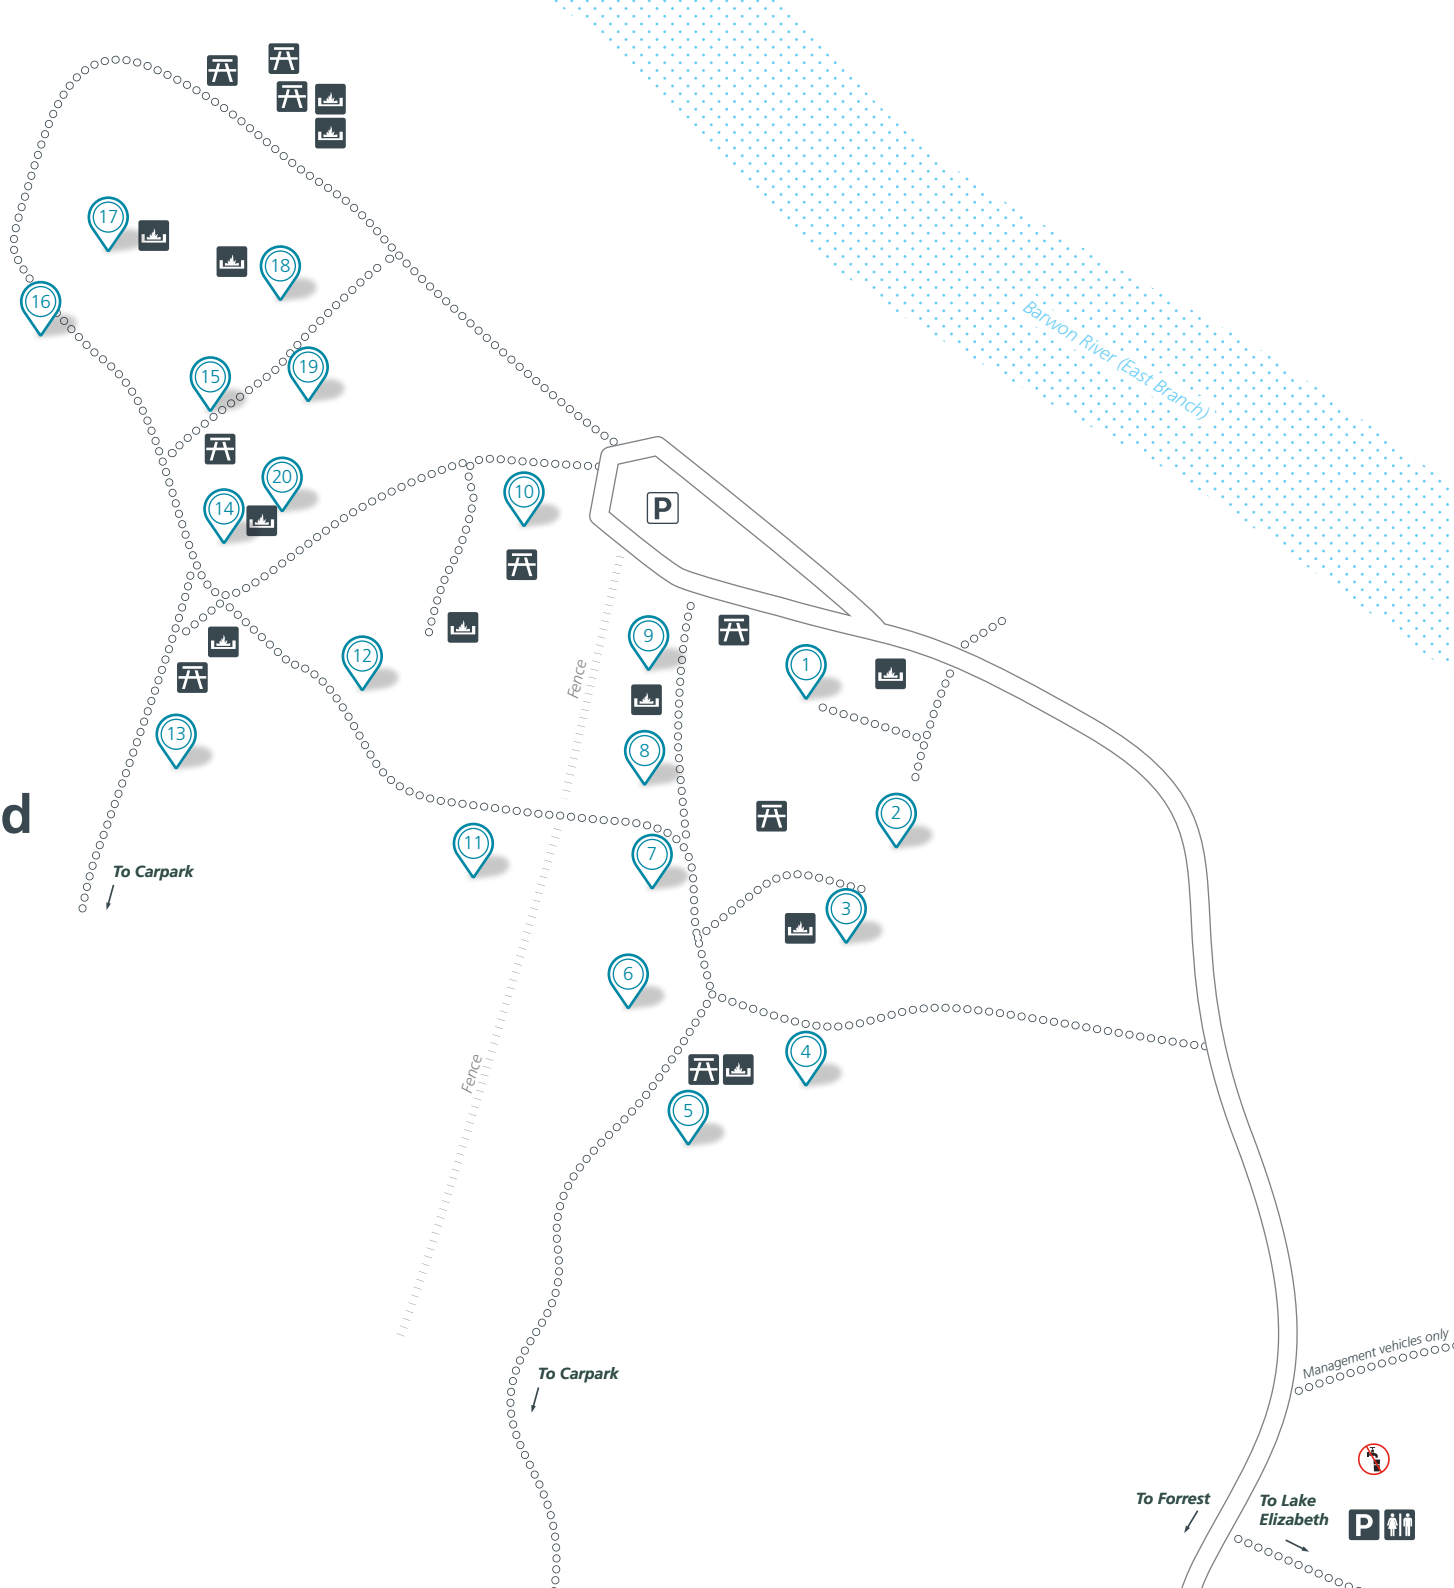 17
18
16
Barwon River (East Branch)
19
15
20
10
14
P
9
12
Fence
1
13
8
d
2
11
7
To Carpark
3
6
4
Fence
5
Management vehicles only
To Carpark
To Forrest
To Lake
Elizabeth
P